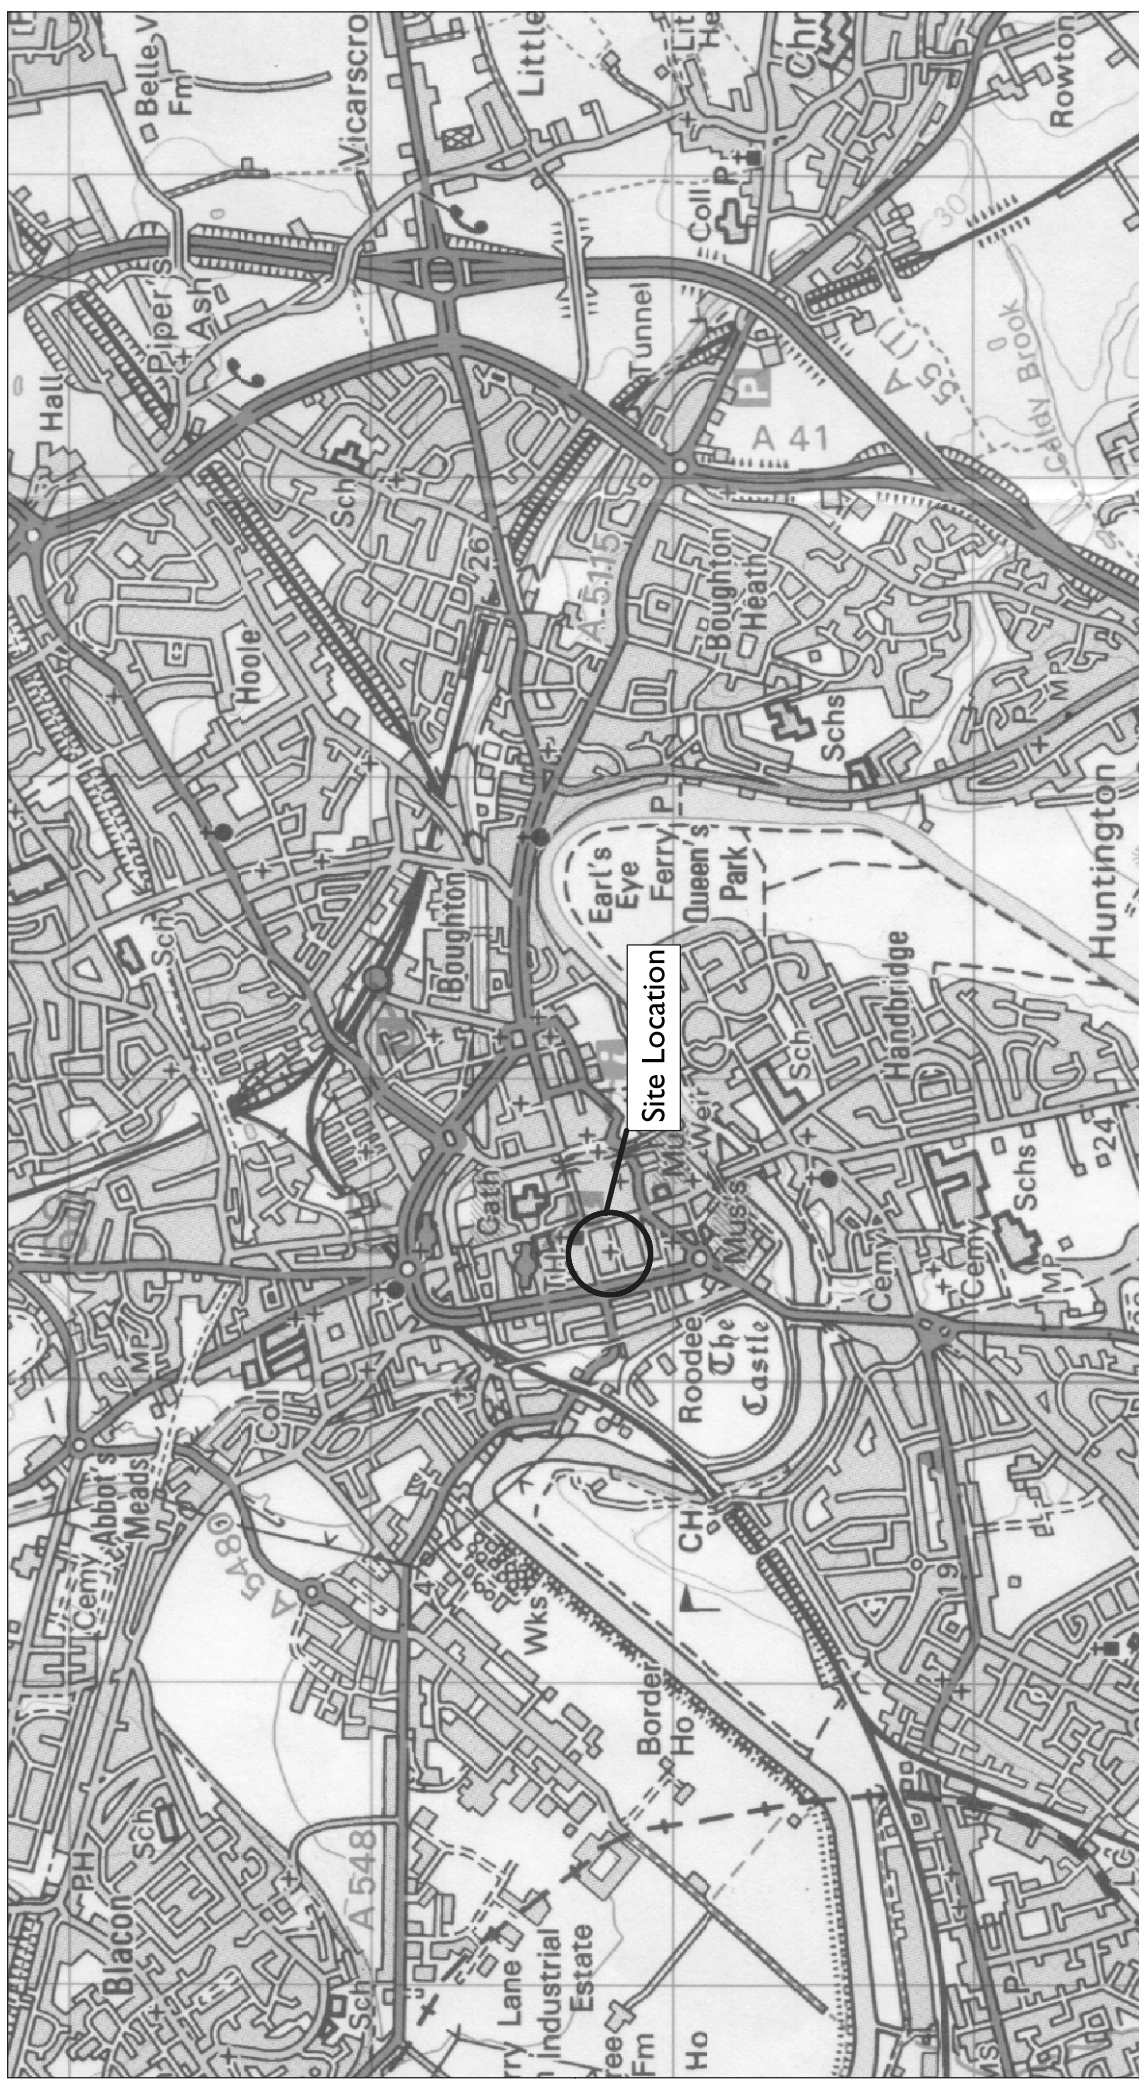 Blacon
PH
Sch
Sch
A 548
Lane
Industrial
Estate
Fm
Ho
Border
Ho
Wks
4
Cemy
Abbot's
Meads
A 5480
MP
Coll
CH
Roodee
The
Castle
19
LC
P
Cath
TH
Mus
Weir
Site Location
Cemy
Cemy
MP
Schs
24
Sch
Handbridge
Huntington
Boughton
Earl's
Eye
Ferry
P
Queen's
Park
Sch
Hoole
Sch
26
A 5115
Boughton
Heath
Schs
P
MP
A 41
Tunnel
A
55 (T)
Caldy Brook
30
Hall
Piper's
Ash
Belle V
Fm
Vicarscro
Little
Coll
P
Lit
He
Chr
Rowton